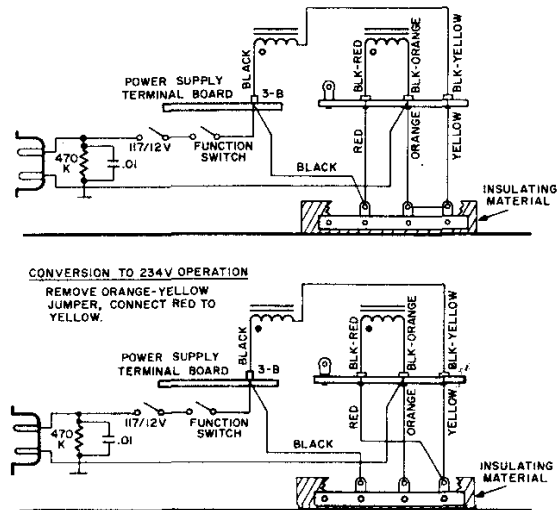 BLACK
BLK-RED
BLK-ORANGE
BLK-YELLOW
POWER SUPPLY
TERMINAL BOARD
3-B
117/12V
FUNCTION
SWITCH
470
K
.01
RED
ORANGE
YELLOW
BLACK
INSULATING
MATERIAL
CONVERSION TO 234V OPERATION
REMOVE ORANGE-YELLOW
JUMPER, CONNECT RED TO
YELLOW.
BLACK
BLK-RED
BLK-ORANGE
BLK-YELLOW
POWER SUPPLY
TERMINAL BOARD
3-B
117/12V
FUNCTION
SWITCH
470
K
.01
RED
ORANGE
YELLOW
BLACK
INSULATING
MATERIAL